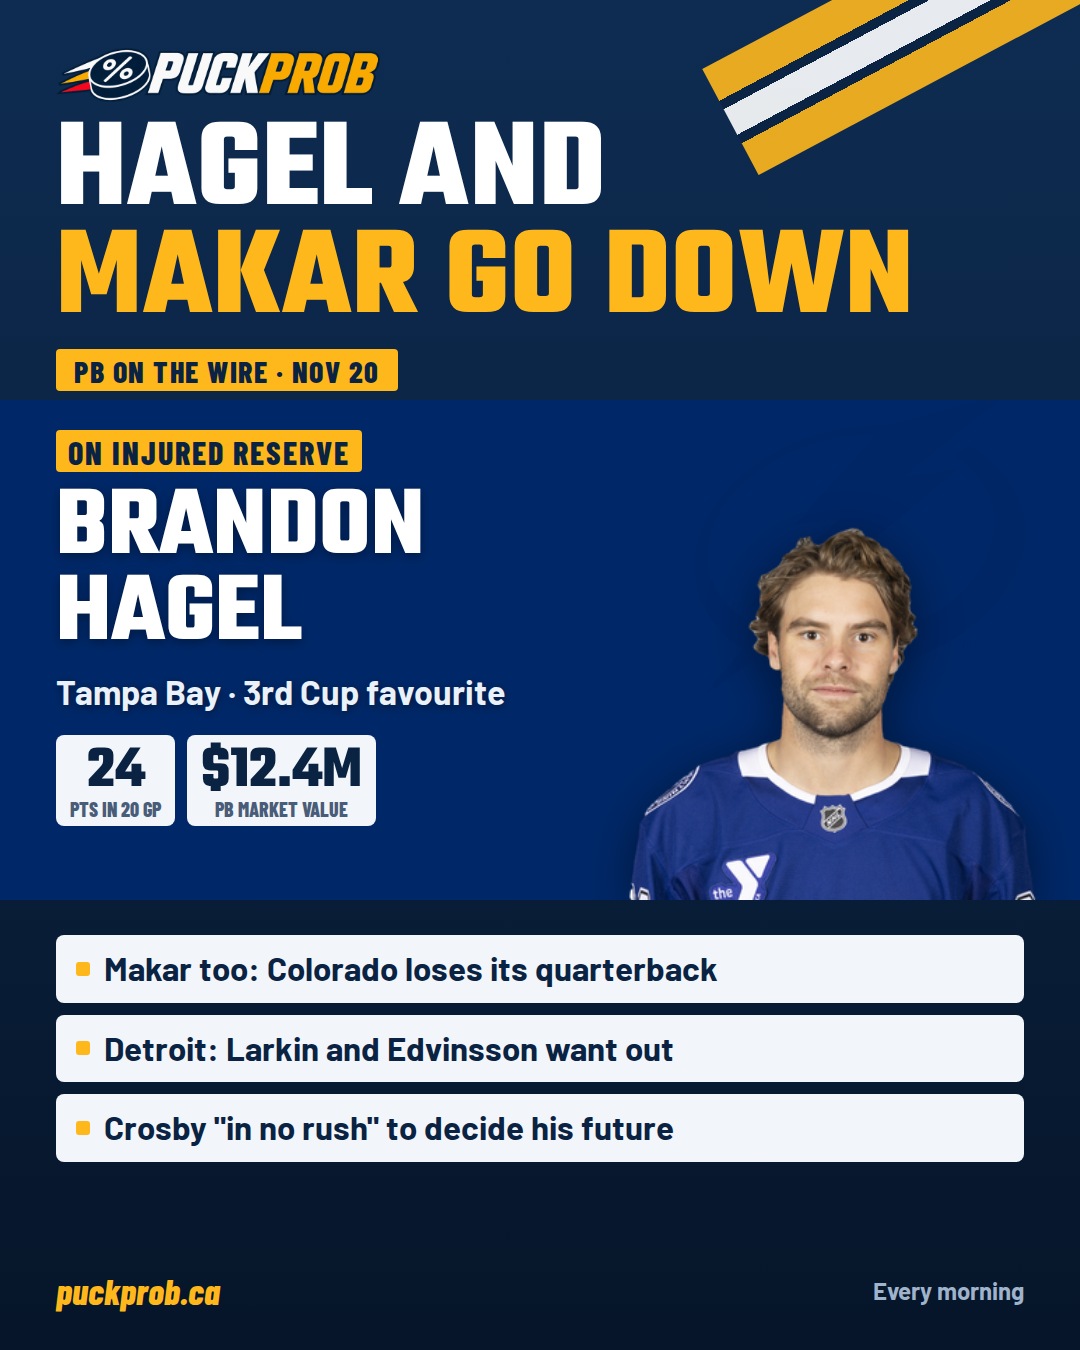 %PUCKPROB
HAGEL AND
MAKAR GO DOWN
PB ON THE WIRE · NOV 20
ON INJURED RESERVE
BRANDON
HAGEL
Tampa Bay · 3rd Cup favourite
24
PTS IN 20 GP
$12.4M
PB MARKET VALUE
NHL
the
Makar too: Colorado loses its quarterback
Detroit: Larkin and Edvinsson want out
Crosby "in no rush" to decide his future
puckprob.ca
Every morning